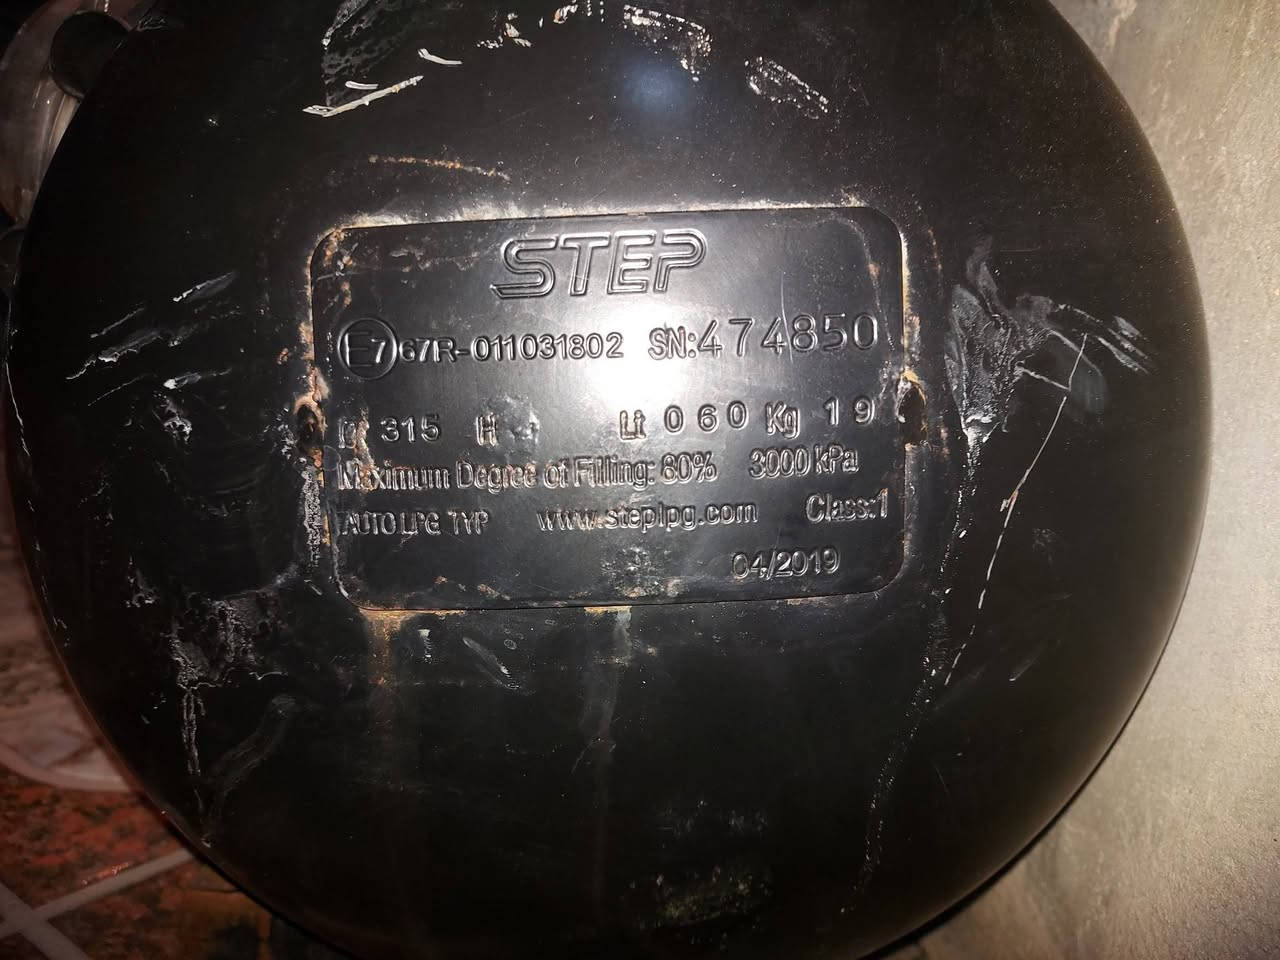 STEP
E7 67R-011031802 SN:474850
315 H Lt 060 Kg 19
Maximum Degree of Filling: 80% 3000 kPa
AUTO LPG TYP www.steplpg.com Class:1
04/2019